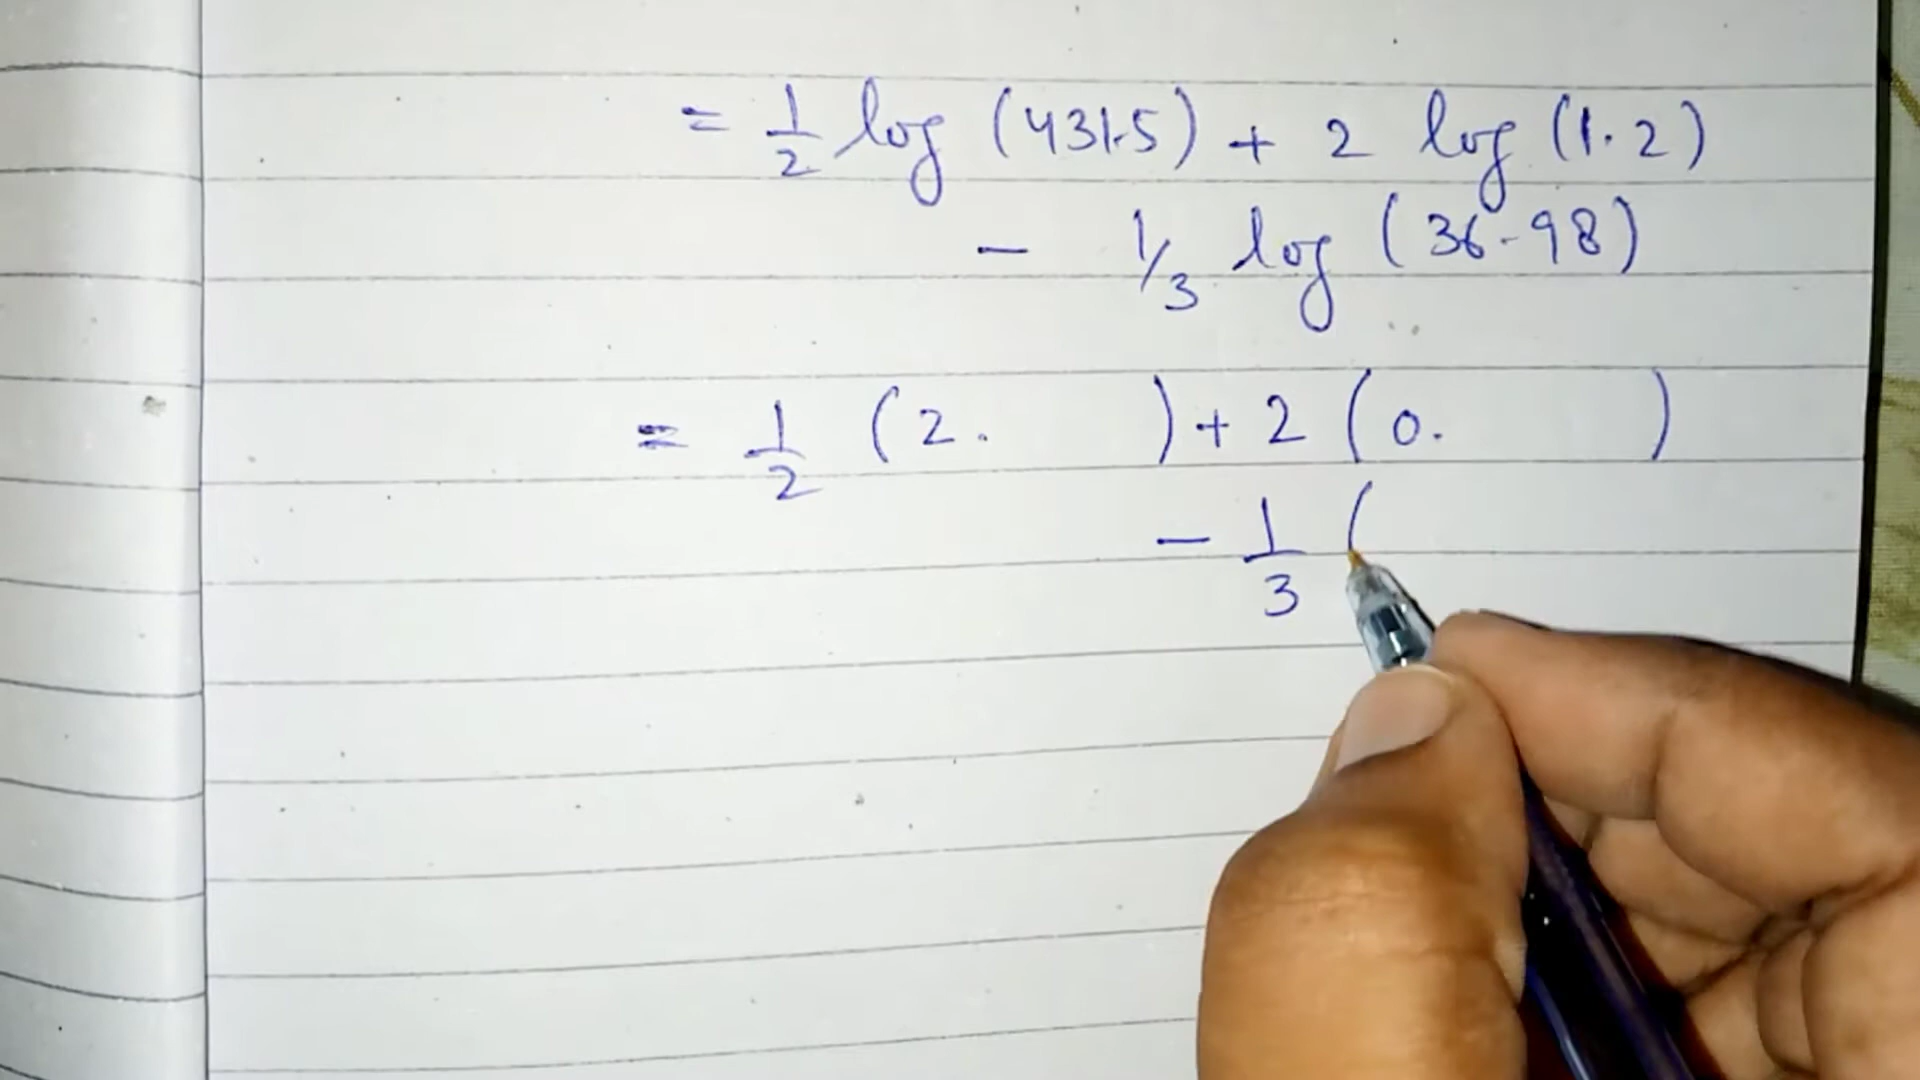 = 1/2 log (431.5) + 2 log (1.2)
- 1/3 log (36.98)
= 1/2 (2. ) + 2 (0. )
- 1/3 (